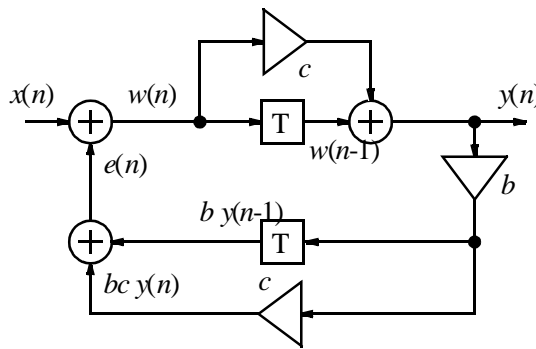 c
x(n)
w(n)
y(n)
T
w(n-1)
e(n)
b
b y(n-1)
T
bc y(n)
c